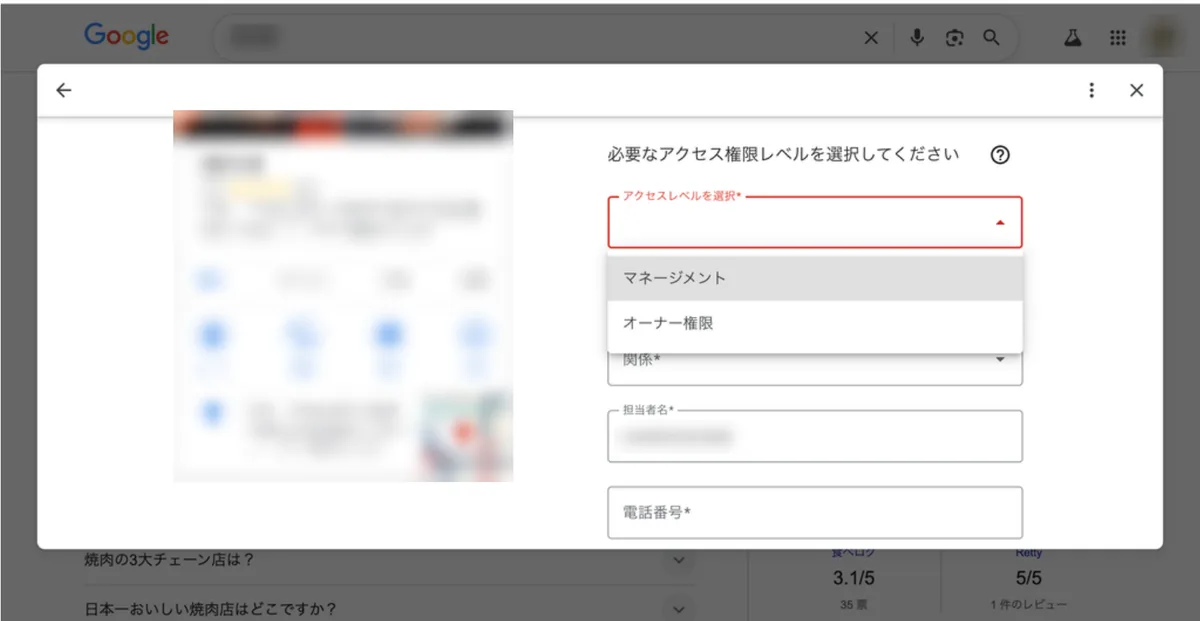 Google
必要なアクセス権限レベルを選択してください
アクセスレベルを選択*
マネージメント
オーナー権限
関係*
担当者名*
電話番号*
焼肉の3大チェーン店は？
日本一おいしい焼肉店はどこですか？
食べログ
3.1/5
35 票
Retty
5/5
1 件のレビュー